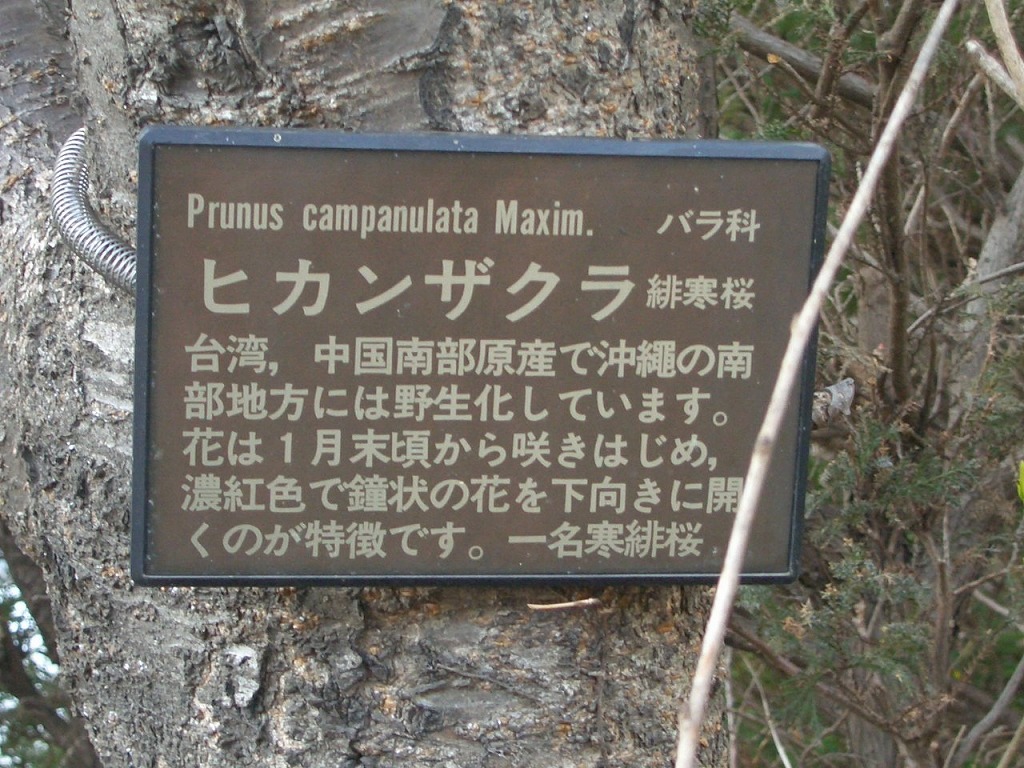 Prunus campanulata Maxim. バラ科
ヒカンザクラ 緋寒桜
台湾，中国南部原産で沖縄の南
部地方には野生化しています。
花は1月末頃から咲きはじめ，
濃紅色で鐘状の花を下向きに開
くのが特徴です。一名寒緋桜